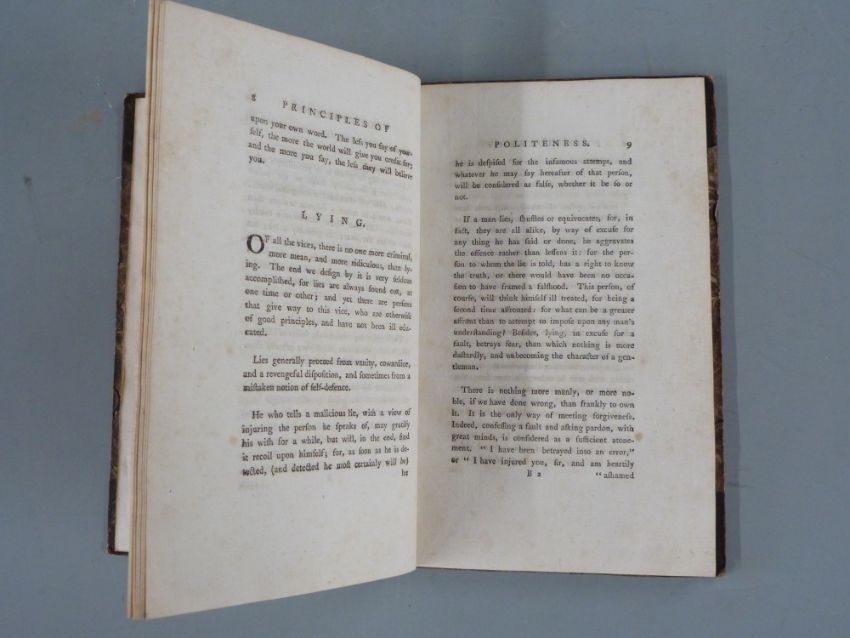 8 PRINCIPLES OF
upon your own word. The leſs you ſay of your-
ſelf, the more the world will give you credit for;
and the more you ſay, the leſs they will believe
you.
LYING.
OF all the vices, there is no one more criminal,
more mean, and more ridiculous, than ly-
ing. The end we deſign by it is very ſeldom
accompliſhed, for lies are always found out, at
one time or other; and yet there are perſons
that give way to this vice, who are otherwiſe
of good principles, and have not been ill edu-
cated.
Lies generally proceed from vanity, cowardice,
and a revengeful diſpoſition, and ſometimes from a
miſtaken notion of ſelf-defence.
He who tells a malicious lie, with a view of
injuring the perſon he ſpeaks of, may gratify
his wiſh for a while, but will, in the end, find
it recoil upon himſelf; for, as ſoon as he is de-
tected, (and detected he moſt certainly will be)
he
POLITENESS. 9
he is deſpiſed for the infamous attempt, and
whatever he may ſay hereafter of that perſon,
will be conſidered as falſe, whether it be ſo or
not.
If a man lies, ſhuffles or equivocates, for, in
fact, they are all alike, by way of excuſe for
any thing he has ſaid or done, he aggravates
the offence rather than leſſens it: for the per-
ſon to whom the lie is told, has a right to know
the truth, or there would have been no occa-
ſion to have framed a falſhood. This perſon, of
courſe, will think himſelf ill treated, for being a
ſecond time affronted: for what can be a greater
affront than to attempt to impoſe upon any man's
underſtanding? Beſides, lying, in excuſe for a
fault, betrays fear, than which nothing is more
daſtardly, and unbecoming the character of a gen-
tleman.
There is nothing more manly, or more no-
ble, if we have done wrong, than frankly to own
it. It is the only way of meeting forgiveneſs.
Indeed, confeſſing a fault and aſking pardon, with
great minds, is conſidered as a ſufficient atone-
ment. "I have been betrayed into an error,"
or "I have injured you, ſir, and am heartily
B 2 "aſhamed